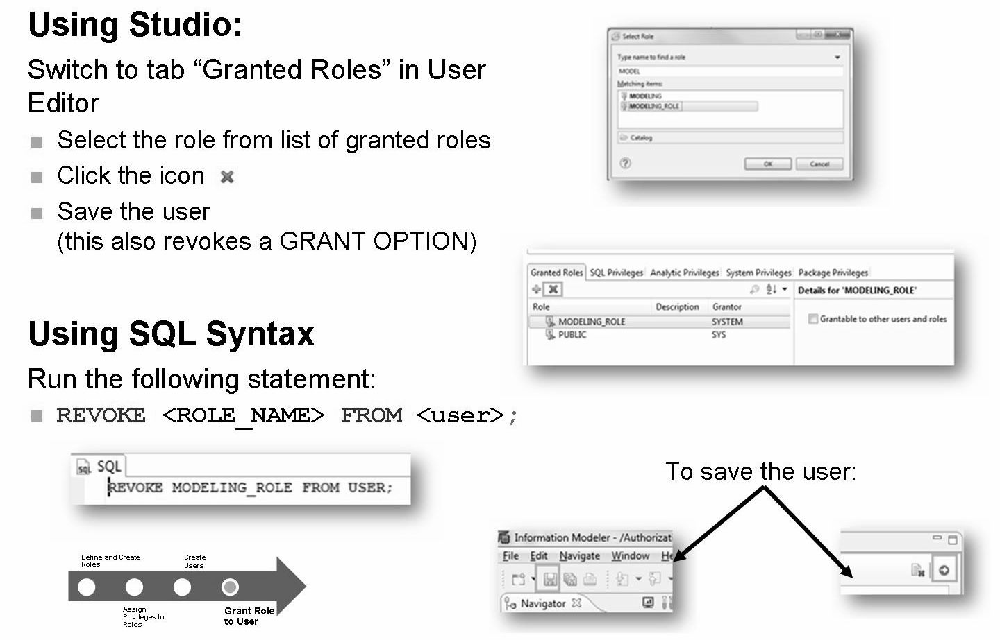 Using Studio:
Switch to tab “Granted Roles” in User
Editor
Select the role from list of granted roles
Click the icon
Save the user
(this also revokes a GRANT OPTION)
Select Role
Type name to find a role
MODEL
Matching items:
MODELING
MODELING_ROLE
Catalog
OK Cancel
Granted Roles SQL Privileges Analytic Privileges System Privileges Package Privileges
Details for 'MODELING_ROLE'
Role Description Grantor
MODELING_ROLE SYSTEM
PUBLIC SYS
Grantable to other users and roles
Using SQL Syntax
Run the following statement:
REVOKE <ROLE_NAME> FROM <user>;
SQL SQL
REVOKE MODELING_ROLE FROM USER;
To save the user:
Information Modeler - /Authorizat
File Edit Navigate Window He
Navigator
Define and Create
Roles
Create
Users
Assign
Privileges to
Roles
Grant Role
to User